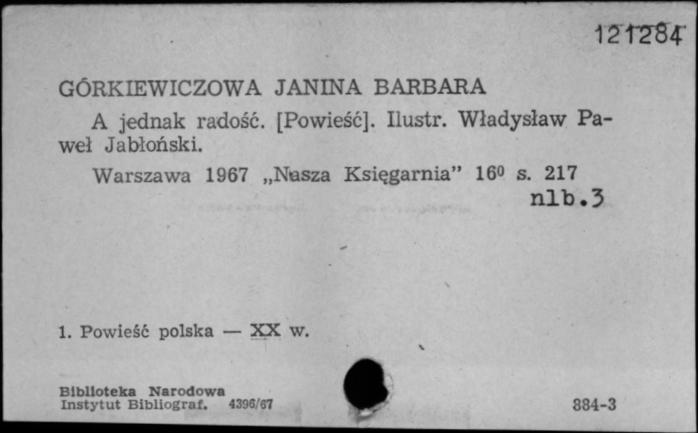 121284
GÓRKIEWICZOWA JANINA BARBARA
A jednak radość. [Powieść]. Ilustr. Władysław Pa-
weł Jabłoński.
Warszawa 1967 „Nasza Księgarnia” 16⁰ s. 217
nlb.3
1. Powieść polska — XX w.
Biblioteka Narodowa
Instytut Bibliograf. 4396/67
884-3